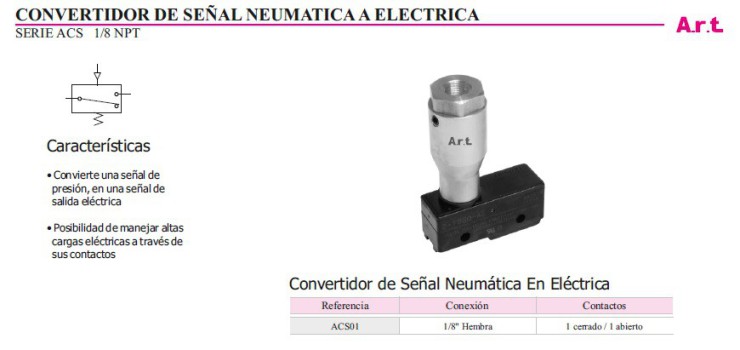 CONVERTIDOR DE SEÑAL NEUMATICA A ELECTRICA
SERIE ACS 1/8 NPT
A.r.t.
Características
• Convierte una señal de
presión, en una señal de
salida eléctrica
• Posibilidad de manejar altas
cargas eléctricas a través de
sus contactos
A.r.t.
Convertidor de Señal Neumática En Eléctrica
Referencia Conexión Contactos
ACS01 1/8" Hembra 1 cerrado / 1 abierto